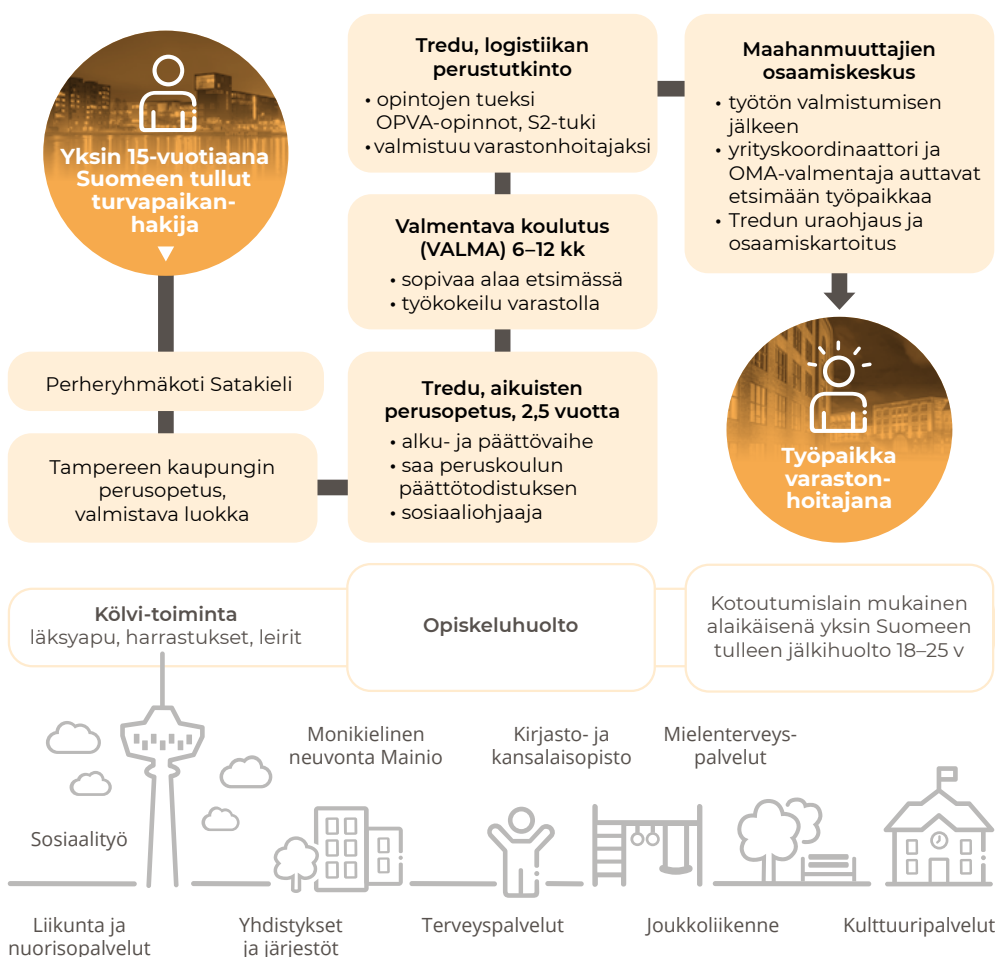 Yksin 15-vuotiaana
Suomeen tullut
turvapaikan-
hakija
Perheryhmäkoti Satakieli
Tampereen kaupungin
perusopetus,
valmistava luokka
Tredu, aikuisten
perusopetus, 2,5 vuotta
• alku- ja päättövaihe
• saa peruskoulun
päättötodistuksen
• sosiaaliohjaaja
Valmentava koulutus
(VALMA) 6–12 kk
• sopivaa alaa etsimässä
• työkokeilu varastolla
Tredu, logistiikan
perustutkinto
• opintojen tueksi
OPVA-opinnot, S2-tuki
• valmistuu varastonhoitajaksi
Maahanmuuttajien
osaamiskeskus
• työtön valmistumisen
jälkeen
• yrityskoordinaattori ja
OMA-valmentaja auttavat
etsimään työpaikkaa
• Tredun uraohjaus ja
osaamiskartoitus
Työpaikka
varaston-
hoitajana
Kölvi-toiminta
läksyapu, harrastukset, leirit
Opiskeluhuolto
Kotoutumislain mukainen
alaikäisenä yksin Suomeen
tulleen jälkihuolto 18–25 v
Monikielinen
neuvonta Mainio
Kirjasto- ja
kansalaisopisto
Mielenterveys-
palvelut
Sosiaalityö
Liikunta ja
nuorisopalvelut
Yhdistykset
ja järjestöt
Terveyspalvelut
Joukkoliikenne
Kulttuuripalvelut